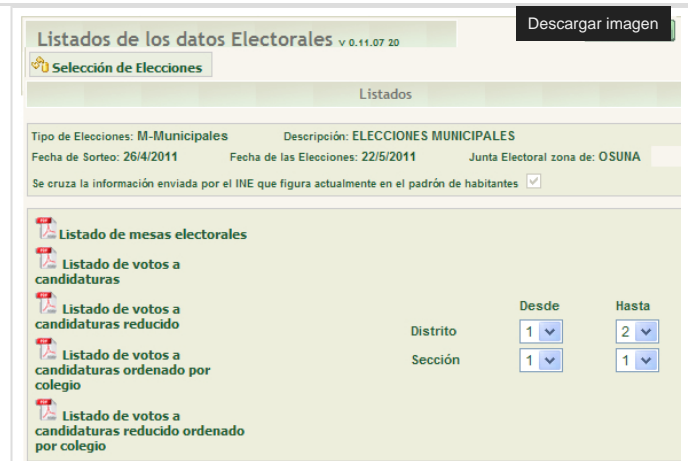 Descargar imagen
Listados de los datos Electorales v 0.11.07 20
Selección de Elecciones
Listados
Tipo de Elecciones: M-Municipales Descripción: ELECCIONES MUNICIPALES
Fecha de Sorteo: 26/4/2011 Fecha de las Elecciones: 22/5/2011 Junta Electoral zona de: OSUNA
Se cruza la información enviada por el INE que figura actualmente en el padrón de habitantes
Listado de mesas electorales
Listado de votos a
candidaturas
Listado de votos a
candidaturas reducido
Listado de votos a
candidaturas ordenado por
colegio
Listado de votos a
candidaturas reducido ordenado
por colegio
Desde Hasta
Distrito 1 2
Sección 1 1